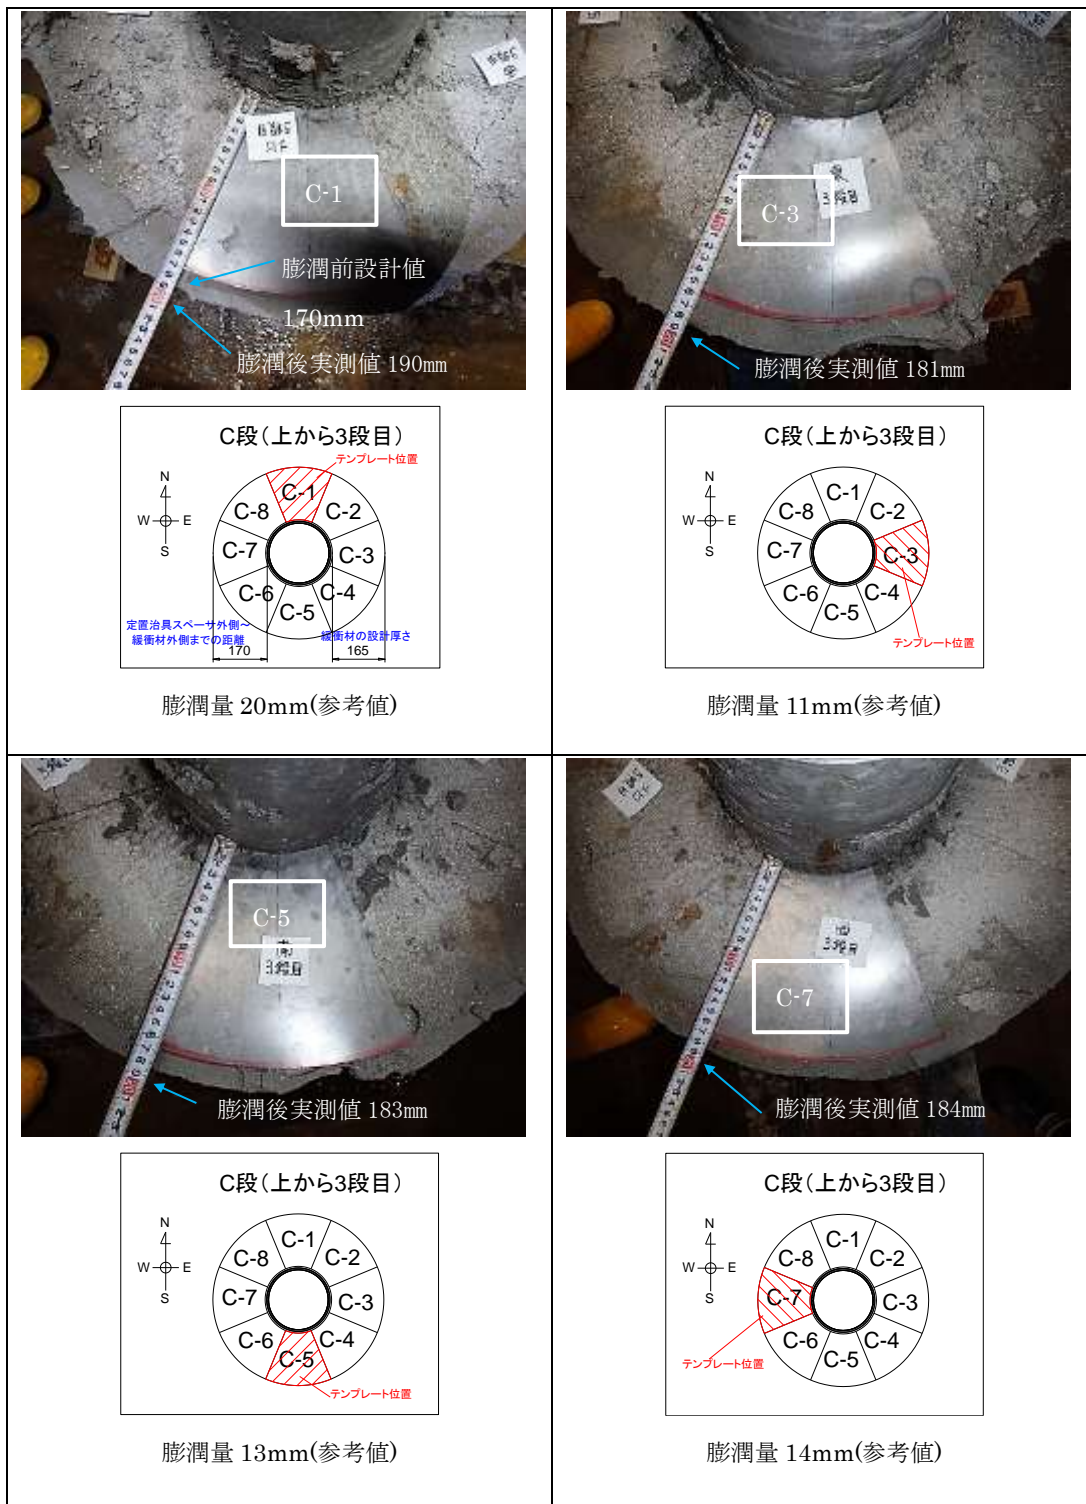 C-1
膨潤前設計値
170mm
膨潤後実測値 190mm
C段（上から3段目）
テンプレート位置
N
W E
S
C-1
C-2
C-3
C-4
C-5
C-6
C-7
C-8
定置治具スペーサ外側～
緩衝材外側までの距離
170
緩衝材の設計厚さ
165
膨潤量 20mm(参考値)
C-3
膨潤後実測値 181mm
C段（上から3段目）
N
W E
S
C-1
C-2
C-3
C-4
C-5
C-6
C-7
C-8
テンプレート位置
膨潤量 11mm(参考値)
C-5
南
3段目
膨潤後実測値 183mm
C段（上から3段目）
N
W E
S
C-1
C-2
C-3
C-4
C-5
C-6
C-7
C-8
テンプレート位置
膨潤量 13mm(参考値)
C-7
西
3段目
膨潤後実測値 184mm
C段（上から3段目）
N
W E
S
C-1
C-2
C-3
C-4
C-5
C-6
C-7
C-8
テンプレート位置
膨潤量 14mm(参考値)